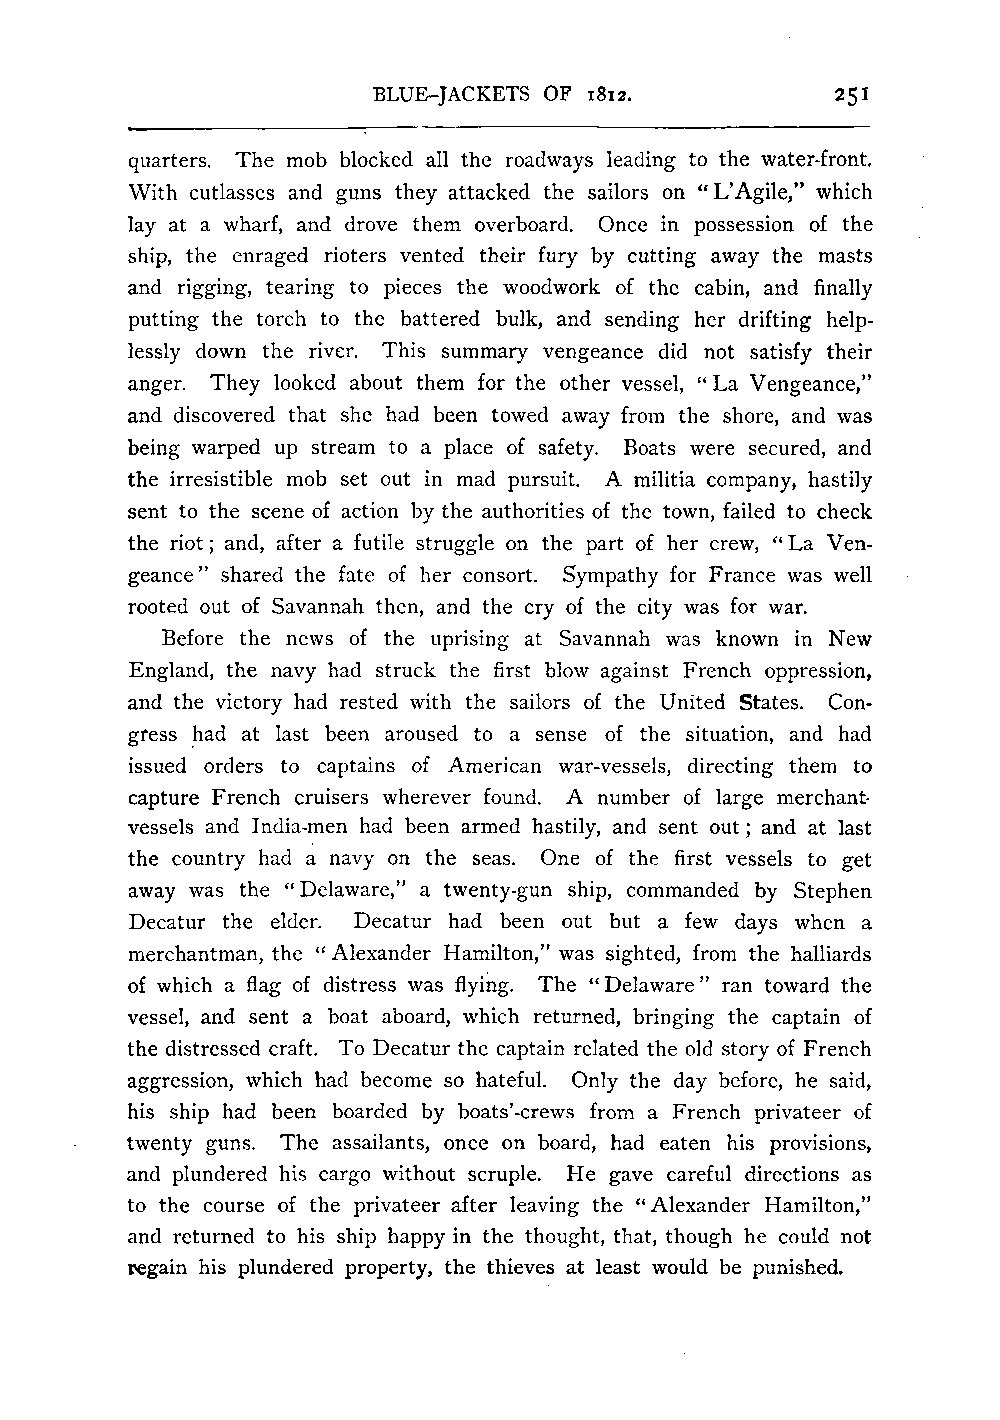 BLUE-JACKETS OF 1812. 251
quarters. The mob blocked all the roadways leading to the water-front.
With cutlasses and guns they attacked the sailors on “L’Agile,” which
lay at a wharf, and drove them overboard. Once in possession of the
ship, the enraged rioters vented their fury by cutting away the masts
and rigging, tearing to pieces the woodwork of the cabin, and finally
putting the torch to the battered bulk, and sending her drifting help-
lessly down the river. This summary vengeance did not satisfy their
anger. They looked about them for the other vessel, “La Vengeance,”
and discovered that she had been towed away from the shore, and was
being warped up stream to a place of safety. Boats were secured, and
the irresistible mob set out in mad pursuit. A militia company, hastily
sent to the scene of action by the authorities of the town, failed to check
the riot; and, after a futile struggle on the part of her crew, “La Ven-
geance” shared the fate of her consort. Sympathy for France was well
rooted out of Savannah then, and the cry of the city was for war.
Before the news of the uprising at Savannah was known in New
England, the navy had struck the first blow against French oppression,
and the victory had rested with the sailors of the United States. Con-
gress had at last been aroused to a sense of the situation, and had
issued orders to captains of American war-vessels, directing them to
capture French cruisers wherever found. A number of large merchant-
vessels and India-men had been armed hastily, and sent out; and at last
the country had a navy on the seas. One of the first vessels to get
away was the “Delaware,” a twenty-gun ship, commanded by Stephen
Decatur the elder. Decatur had been out but a few days when a
merchantman, the “Alexander Hamilton,” was sighted, from the halliards
of which a flag of distress was flying. The “Delaware” ran toward the
vessel, and sent a boat aboard, which returned, bringing the captain of
the distressed craft. To Decatur the captain related the old story of French
aggression, which had become so hateful. Only the day before, he said,
his ship had been boarded by boats’-crews from a French privateer of
twenty guns. The assailants, once on board, had eaten his provisions,
and plundered his cargo without scruple. He gave careful directions as
to the course of the privateer after leaving the “Alexander Hamilton,”
and returned to his ship happy in the thought, that, though he could not
regain his plundered property, the thieves at least would be punished.